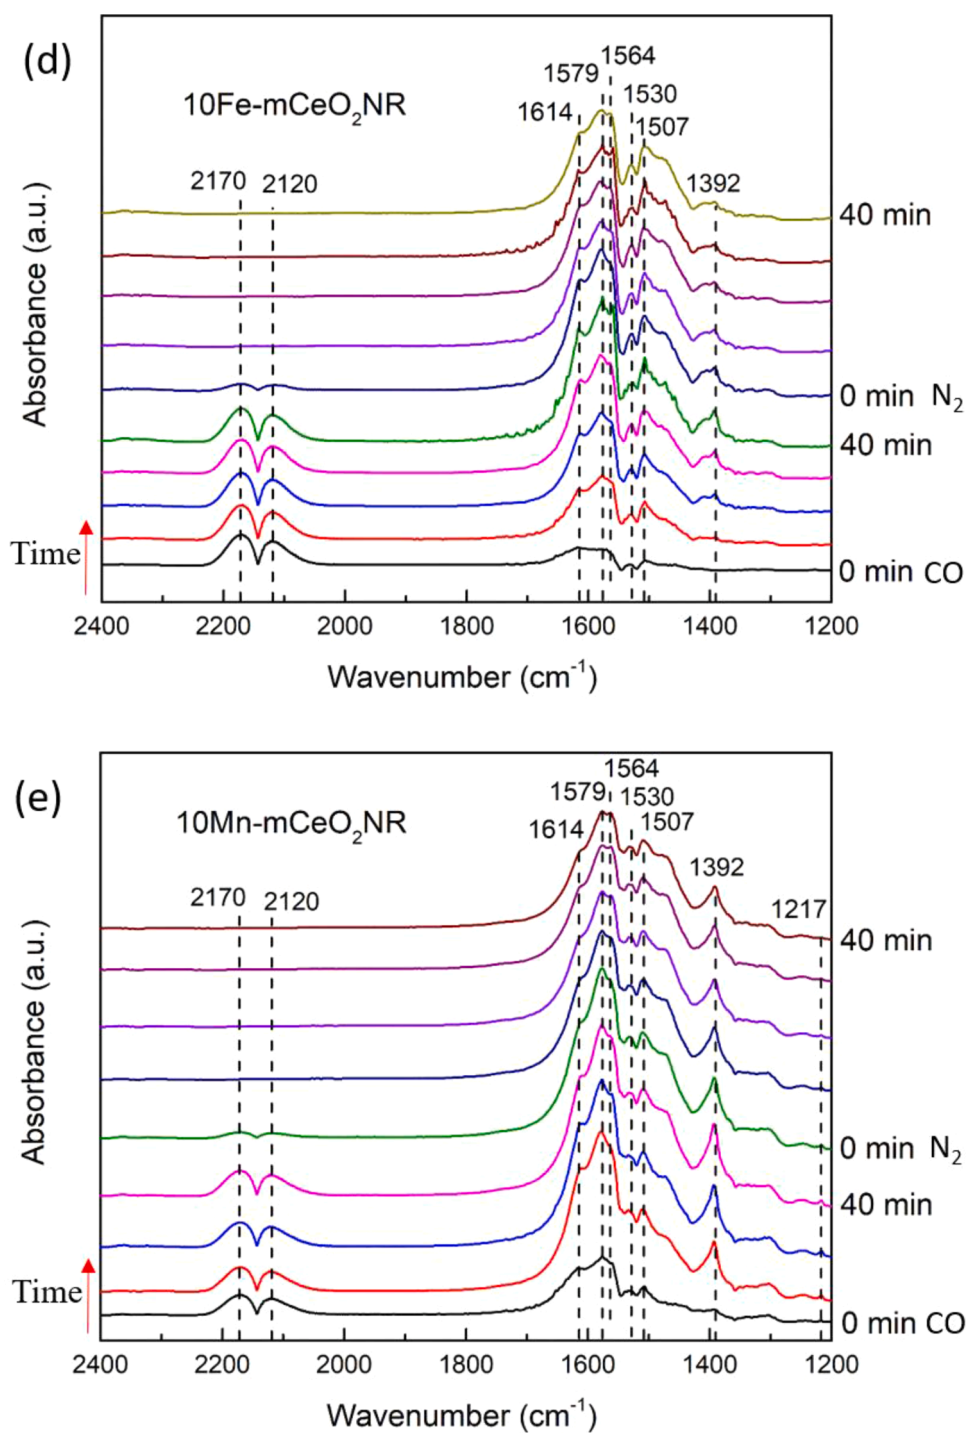 (d)
10Fe-mCeO₂NR
1564
1579
1530
1614
1507
2170
2120
1392
40 min
0 min N₂
40 min
0 min CO
Time
Absorbance (a.u.)
2400 2200 2000 1800 1600 1400 1200
Wavenumber (cm⁻¹)
(e)
10Mn-mCeO₂NR
1564
1579
1530
1614
1507
1392
2170
2120
1217
40 min
0 min N₂
40 min
0 min CO
Time
Absorbance (a.u.)
2400 2200 2000 1800 1600 1400 1200
Wavenumber (cm⁻¹)